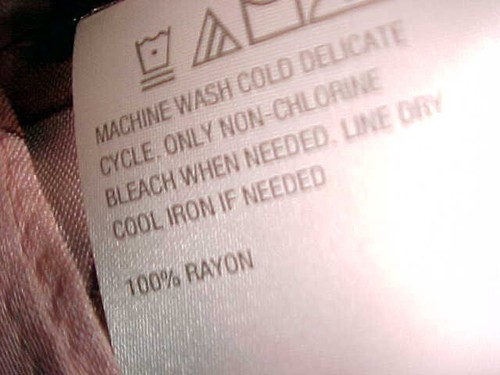 MACHINE WASH COLD DELICATE
CYCLE. ONLY NON-CHLORINE
BLEACH WHEN NEEDED. LINE DRY
COOL IRON IF NEEDED
100% RAYON